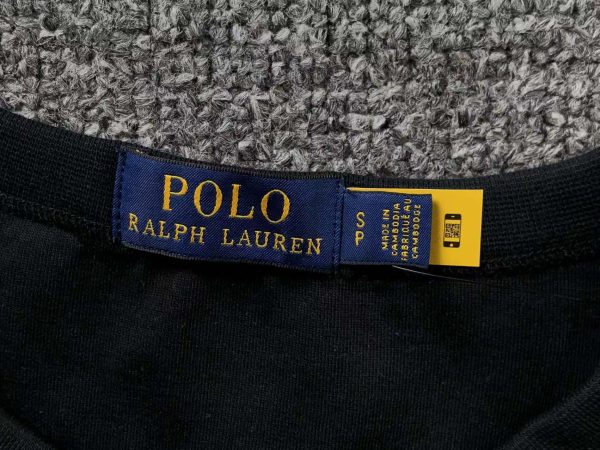 POLO
RALPH LAUREN
S
P
MADE IN
CAMBODIA
FABRIQUÉ AU
CAMBODGE